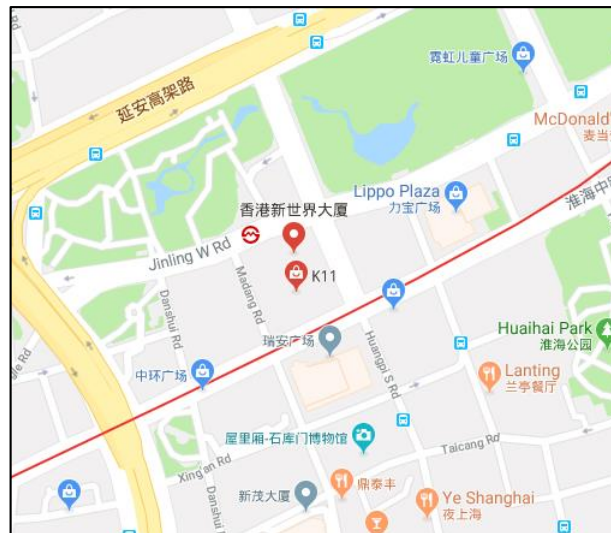 延安高架路
霓虹儿童广场
McDonald'
麦当
Lippo Plaza
力宝广场
淮海中路
香港新世界大厦
Jinling W Rd
K11
Madang Rd
Danshui Rd
Huaihai Park
淮海公园
瑞安广场
Huangpi S Rd
Lanting
兰亭餐厅
中环广场
gle Rd
屋里厢-石库门博物馆
Taicang Rd
Xing'an Rd
鼎泰丰
新茂大厦
Ye Shanghai
夜上海
Danshui R